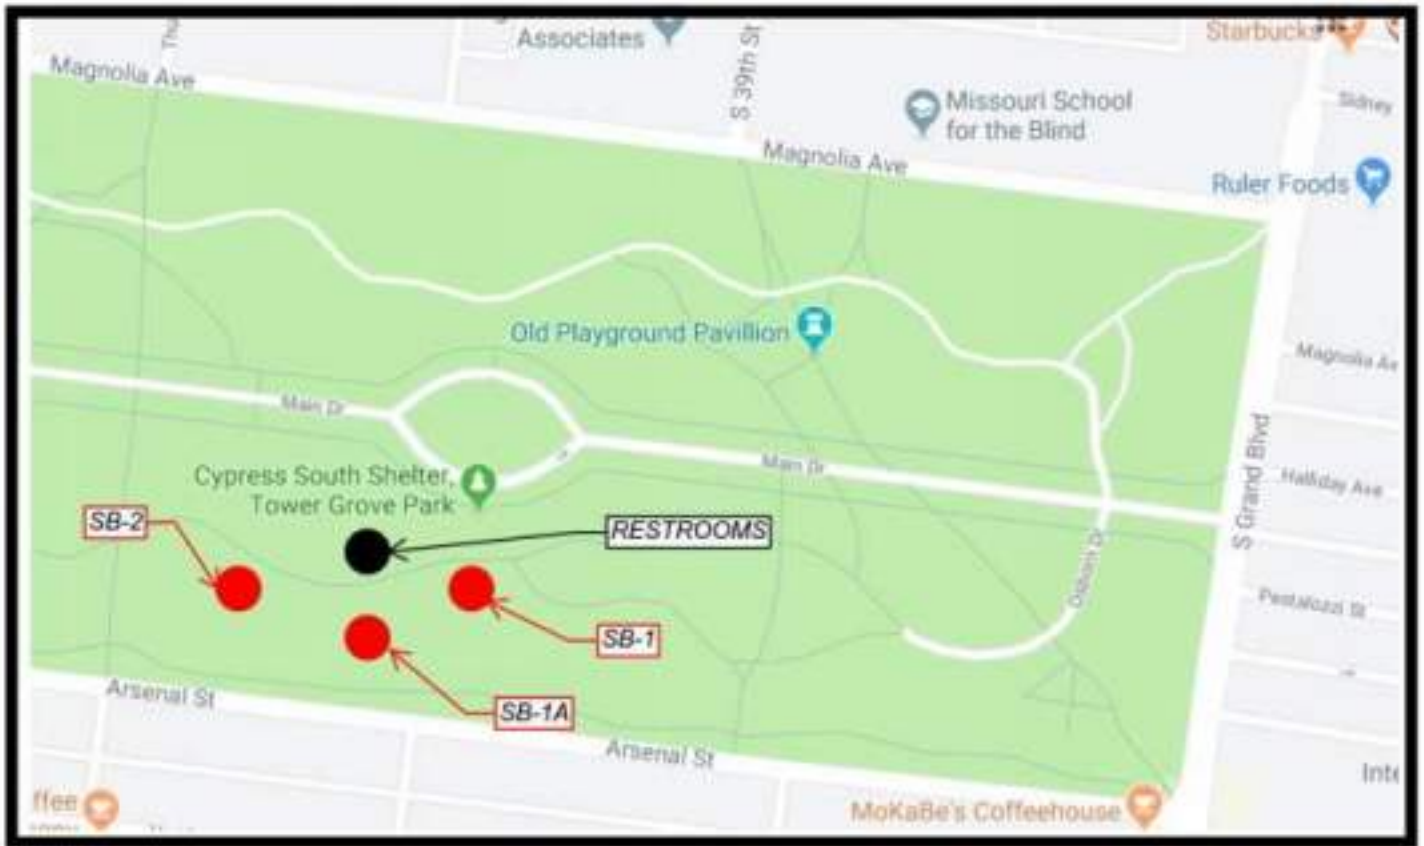 Associates
Starbucks
S 39th St
Magnolia Ave
Missouri School
for the Blind
Sidney
Magnolia Ave
Ruler Foods
Old Playground Pavillion
Magnolia Av
Main Dr
Main Dr
S Grand Blvd
Halliday Ave
Cypress South Shelter,
Tower Grove Park
SB-2
RESTROOMS
Pestalozzi St
SB-1
Arsenal St
SB-1A
Arsenal St
Inte
ffee
MoKaBe's Coffeehouse